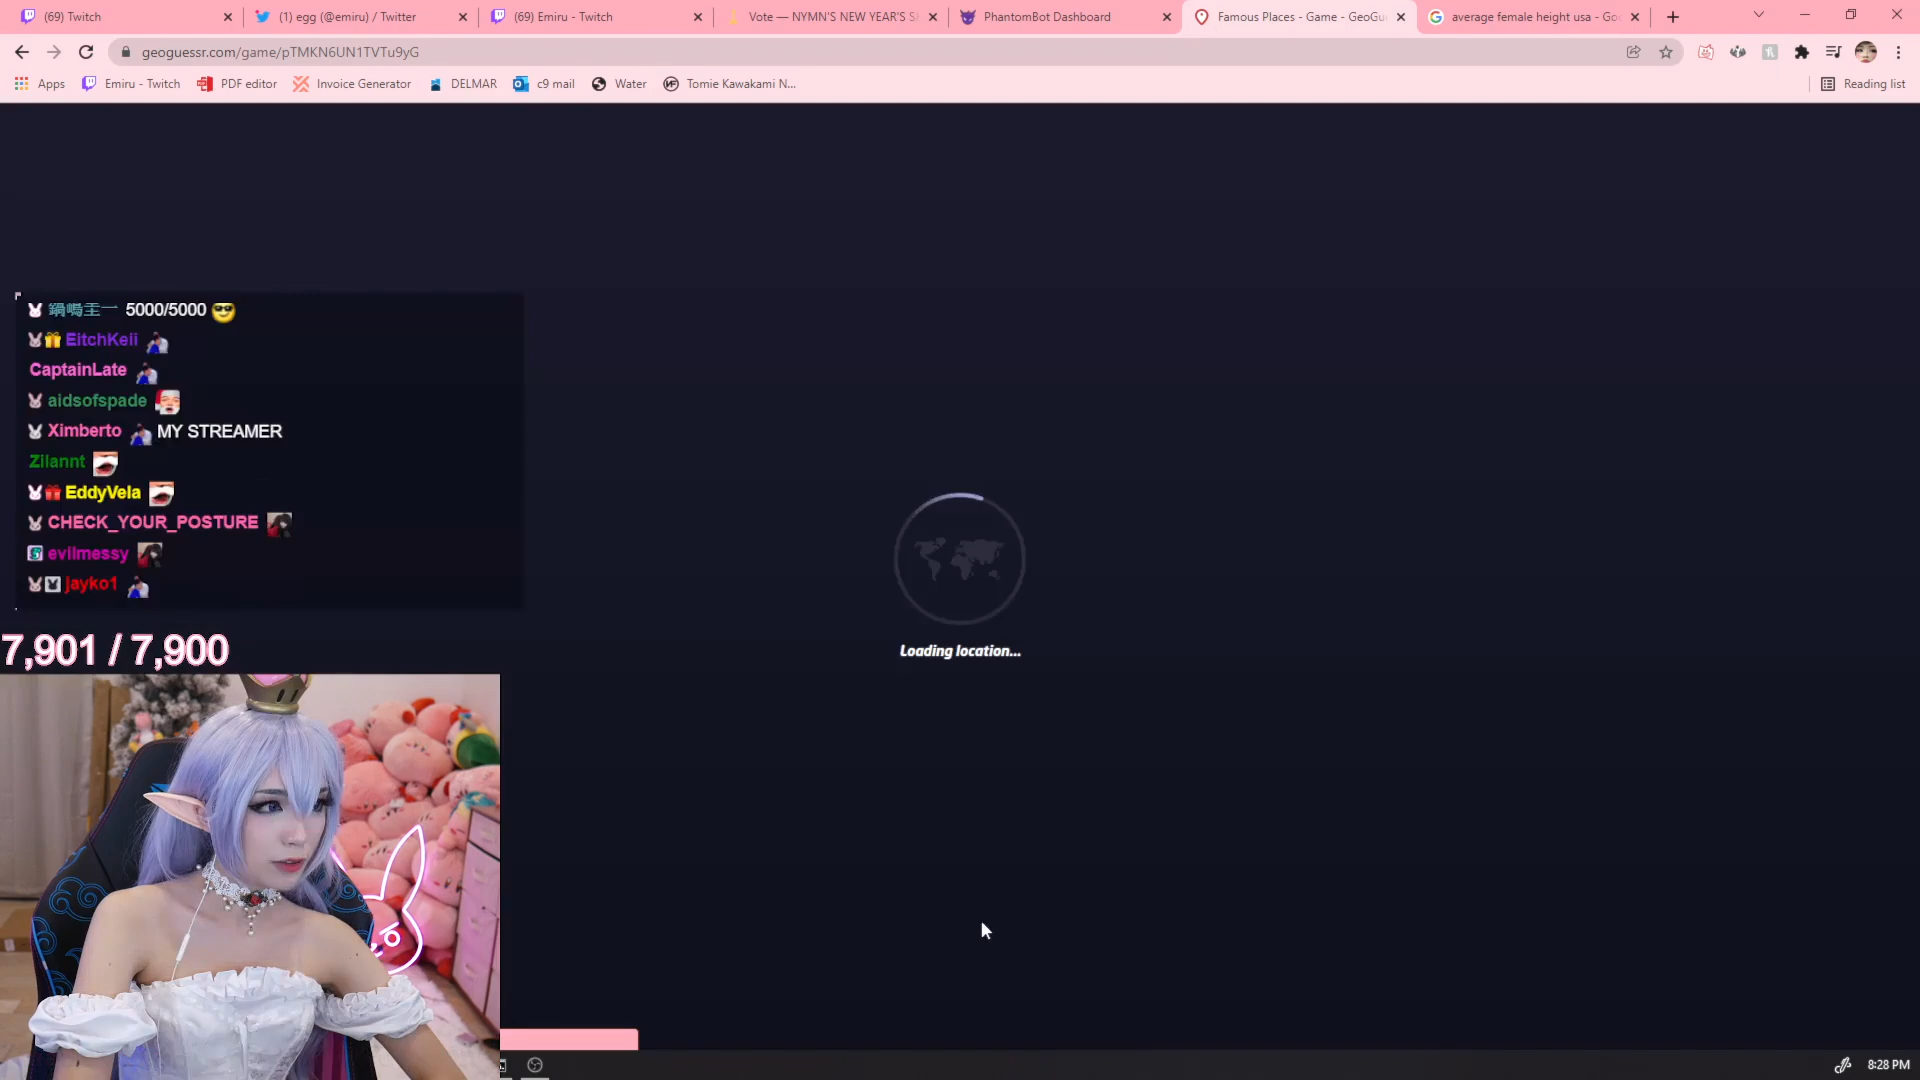 (69) Twitch
(1) egg (@emiru) / Twitter
(69) Emiru - Twitch
Vote — NYMN'S NEW YEAR'S S
PhantomBot Dashboard
Famous Places - Game - GeoGu
average female height usa - Go
geoguessr.com/game/pTMKN6UN1TVTu9yG
Apps
Emiru - Twitch
PDF editor
Invoice Generator
DELMAR
c9 mail
Water
Tomie Kawakami N...
Reading list
5000/5000
EitchKeii
CaptainLate
aidsofspade
Ximberto MY STREAMER
Zilannt
EddyVela
CHECK_YOUR_POSTURE
evilmessy
jayko1
7,901 / 7,900
Loading location...
8:28 PM